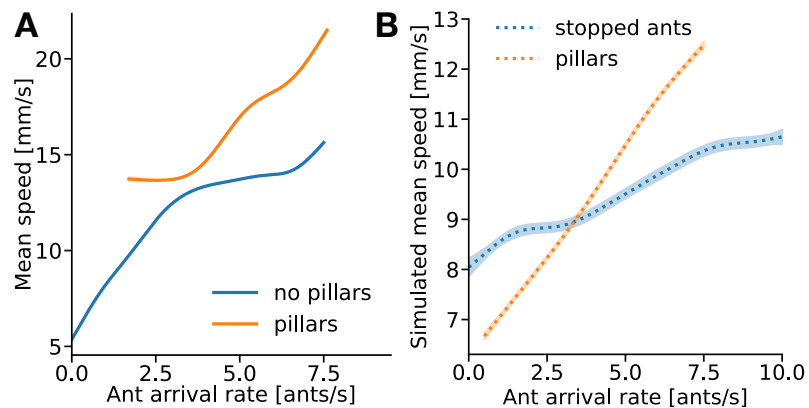 A
Mean speed [mm/s]
20
15
10
5
no pillars
pillars
0.0 2.5 5.0 7.5
Ant arrival rate [ants/s]
B
Simulated mean speed [mm/s]
13
12
11
10
9
8
7
stopped ants
pillars
0.0 2.5 5.0 7.5 10.0
Ant arrival rate [ants/s]